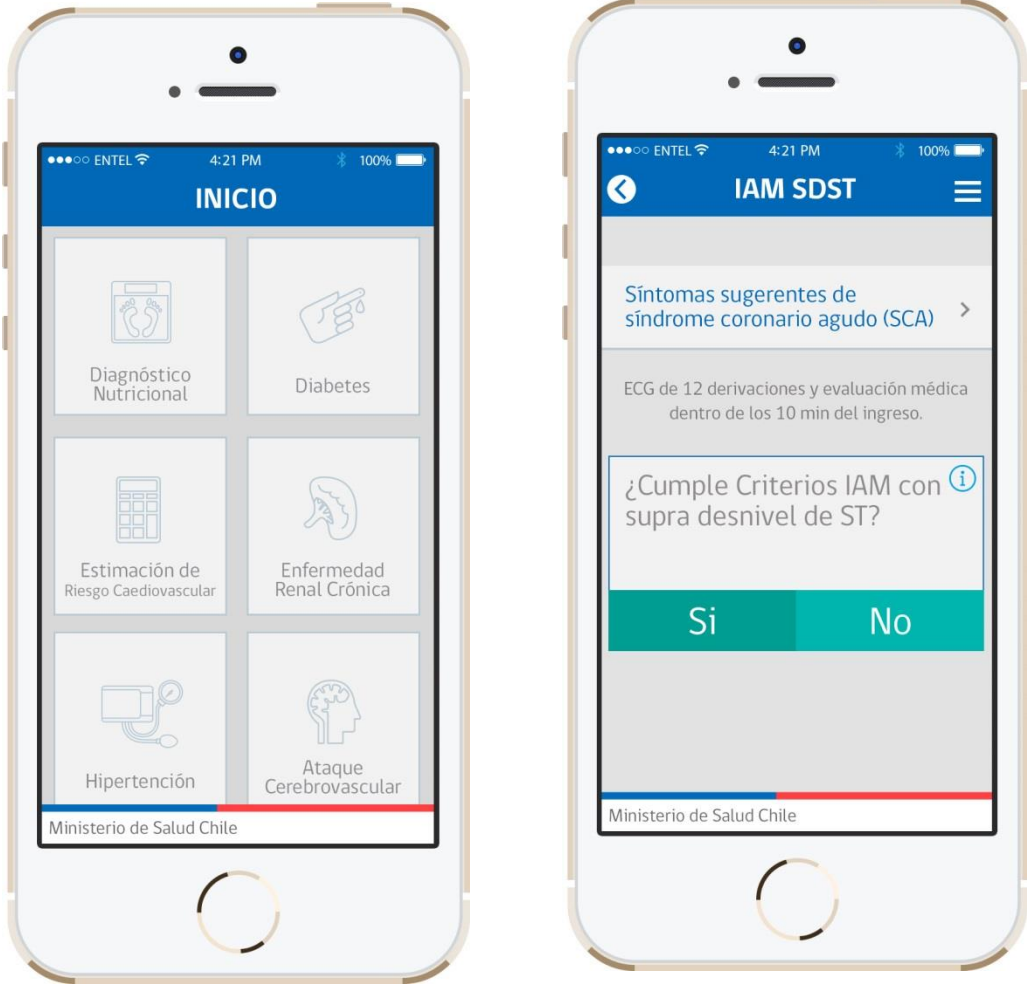 ENTEL 4:21 PM 100%
INICIO
Diagnóstico
Nutricional
Diabetes
Estimación de
Riesgo Caediovascular
Enfermedad
Renal Crónica
Hipertención
Ataque
Cerebrovascular
Ministerio de Salud Chile
ENTEL 4:21 PM 100%
IAM SDST
Síntomas sugerentes de
síndrome coronario agudo (SCA)
ECG de 12 derivaciones y evaluación médica
dentro de los 10 min del ingreso.
¿Cumple Criterios IAM con
supra desnivel de ST?
i
Si No
Ministerio de Salud Chile